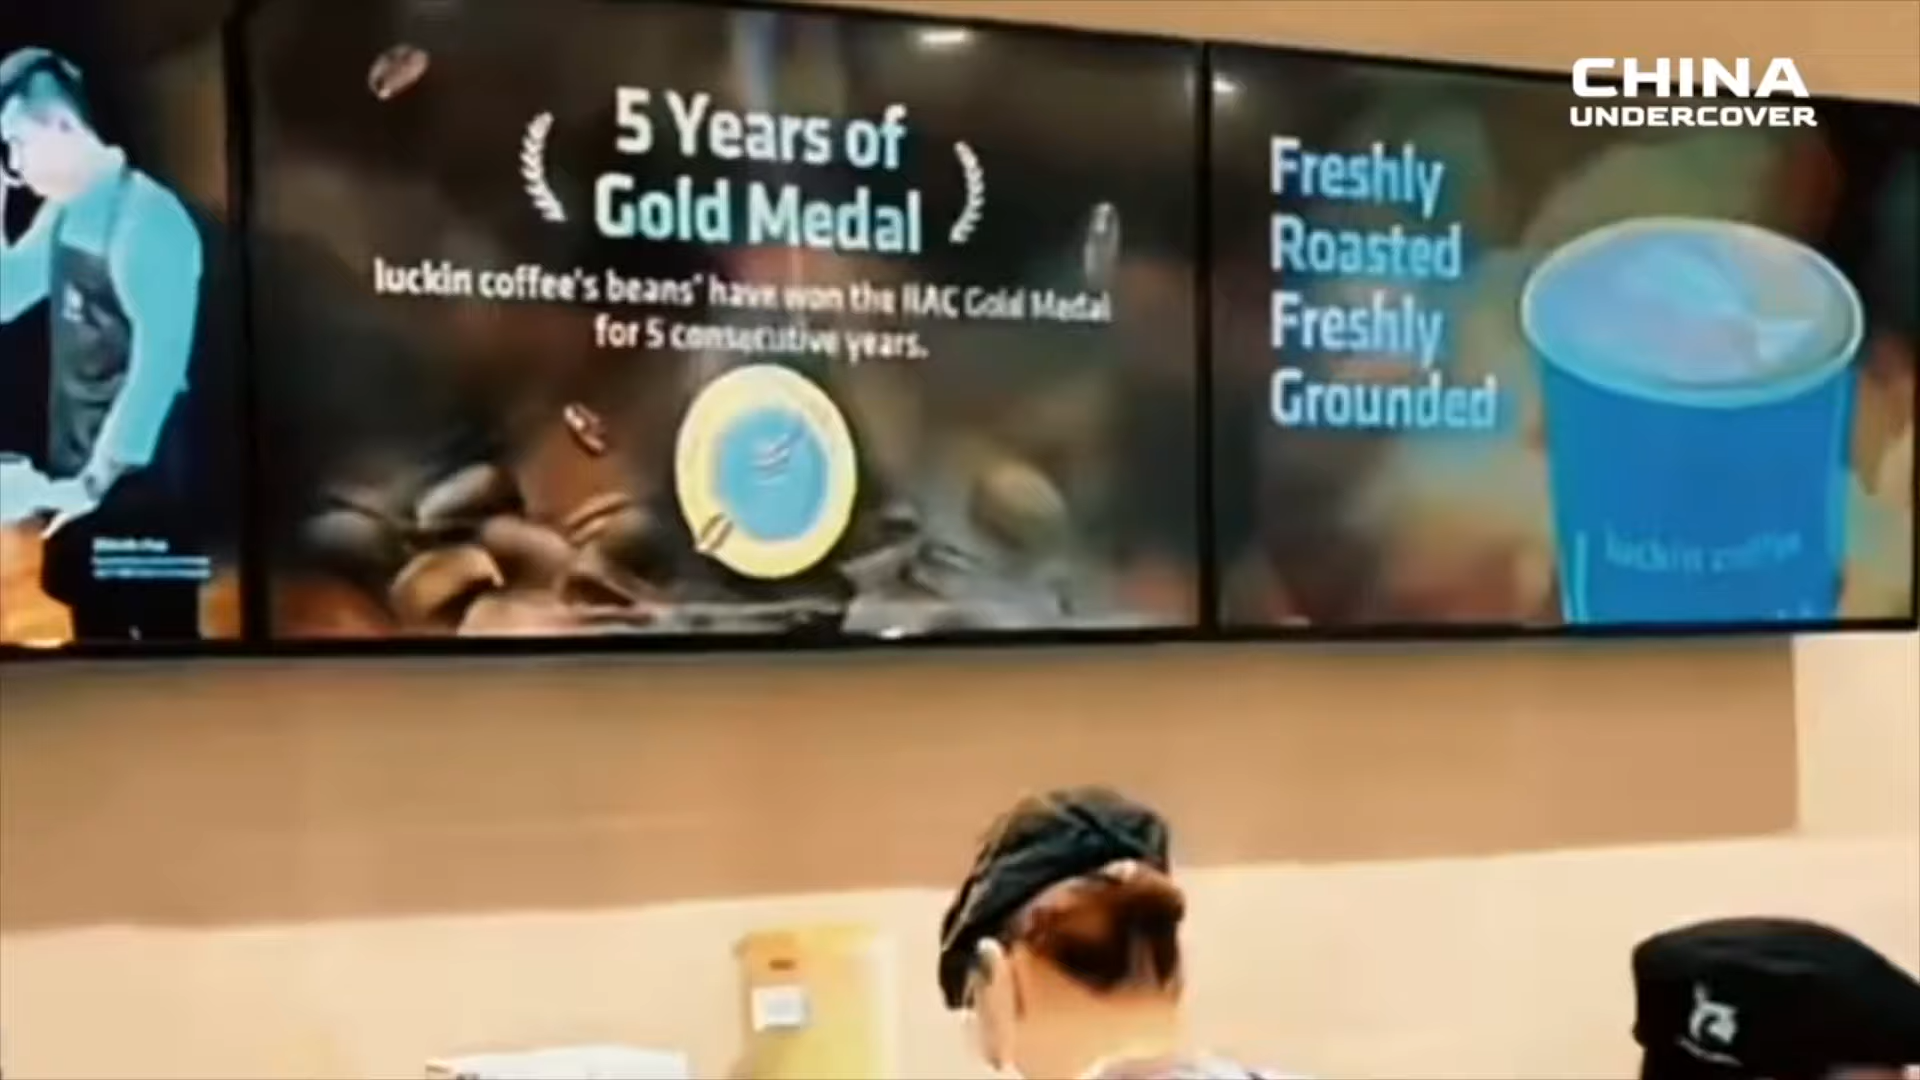 CHINA
UNDERCOVER
5 Years of
Gold Medal
luckin coffee's beans' have won the IIAC Gold Medal
for 5 consecutive years.
Freshly
Roasted
Freshly
Grounded
luckin coffee